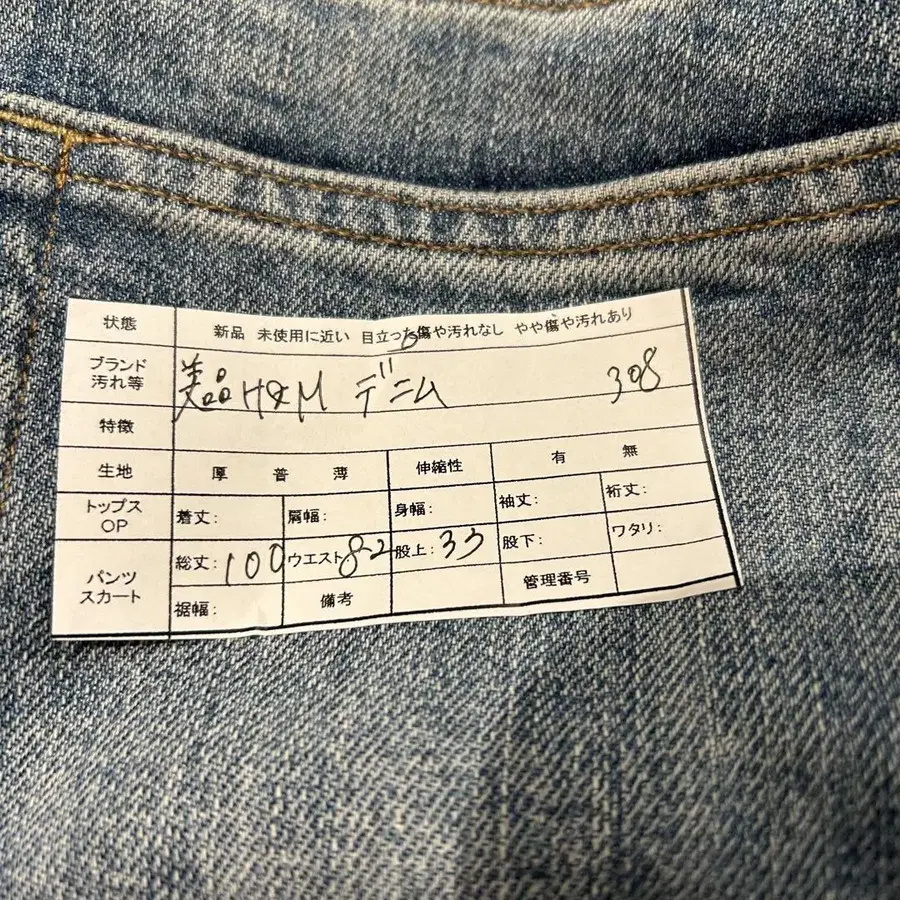 状態 新品 未使用に近い 目立った傷や汚れなし やや傷や汚れあり
ブランド 美品 H&M デニム 308
汚れ等
特徴
生地 厚 普 薄 伸縮性 有 無
トップス OP 着丈: 肩幅: 身幅: 袖丈: 裄丈:
パンツ スカート 総丈: 100 ウエスト 82 股上: 33 股下: ワタリ:
裾幅: 備考 管理番号